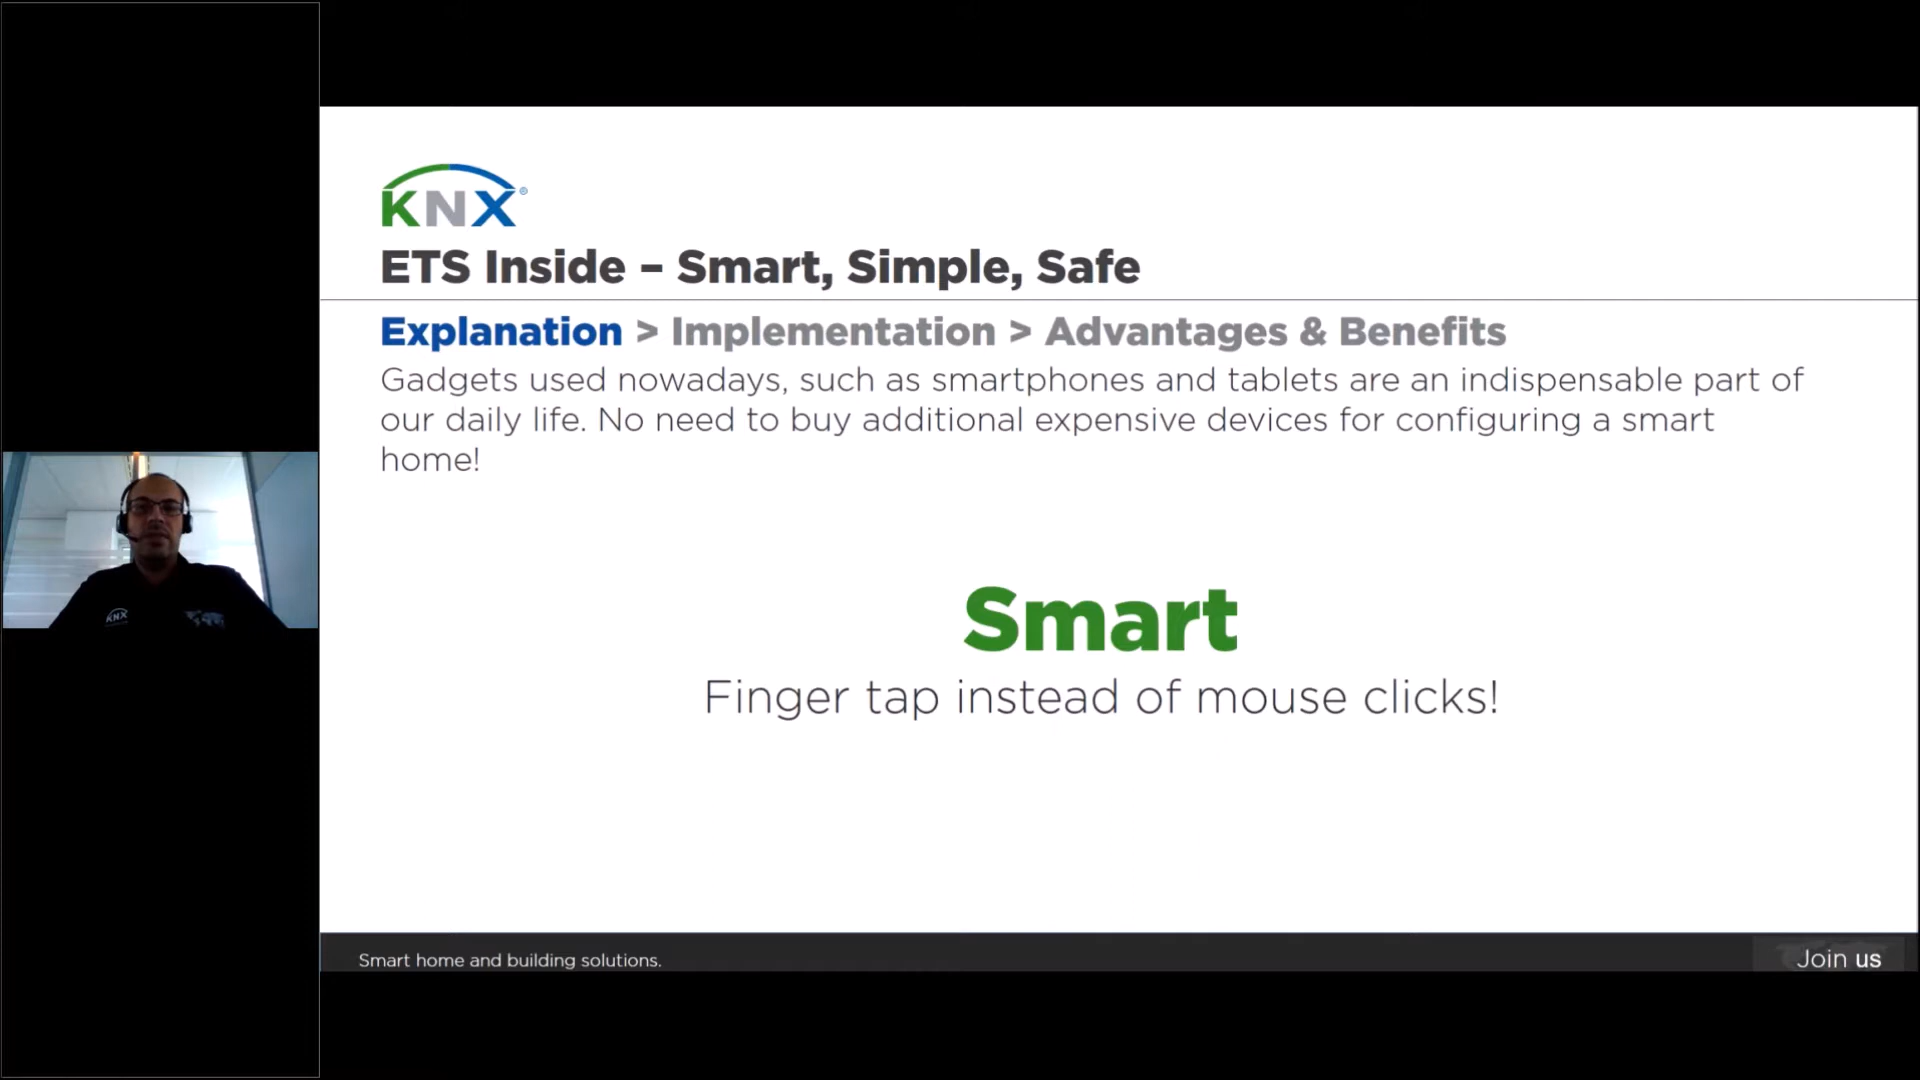 KNX®
ETS Inside – Smart, Simple, Safe
Explanation > Implementation > Advantages & Benefits
Gadgets used nowadays, such as smartphones and tablets are an indispensable part of
our daily life. No need to buy additional expensive devices for configuring a smart
home!
KNX
Smart
Finger tap instead of mouse clicks!
Smart home and building solutions.
Join us